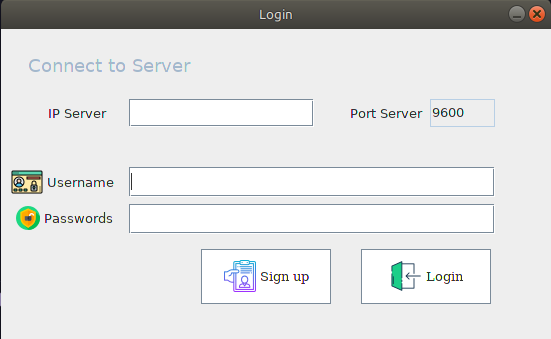 Login
Connect to Server
IP Server
Port Server 9600
Username
Passwords
Sign up
Login